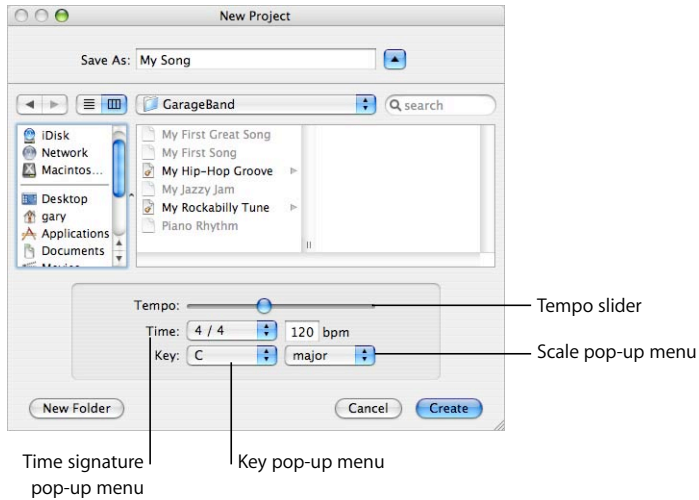 New Project
Save As: My Song
GarageBand
search
iDisk
Network
Macintos...
Desktop
gary
Applications
Documents
Movies
My First Great Song
My First Song
My Hip-Hop Groove
My Jazzy Jam
My Rockabilly Tune
Piano Rhythm
Tempo:
Tempo slider
Time: 4 / 4 120 bpm
Key: C major
Scale pop-up menu
New Folder Cancel Create
Time signature
pop-up menu
Key pop-up menu